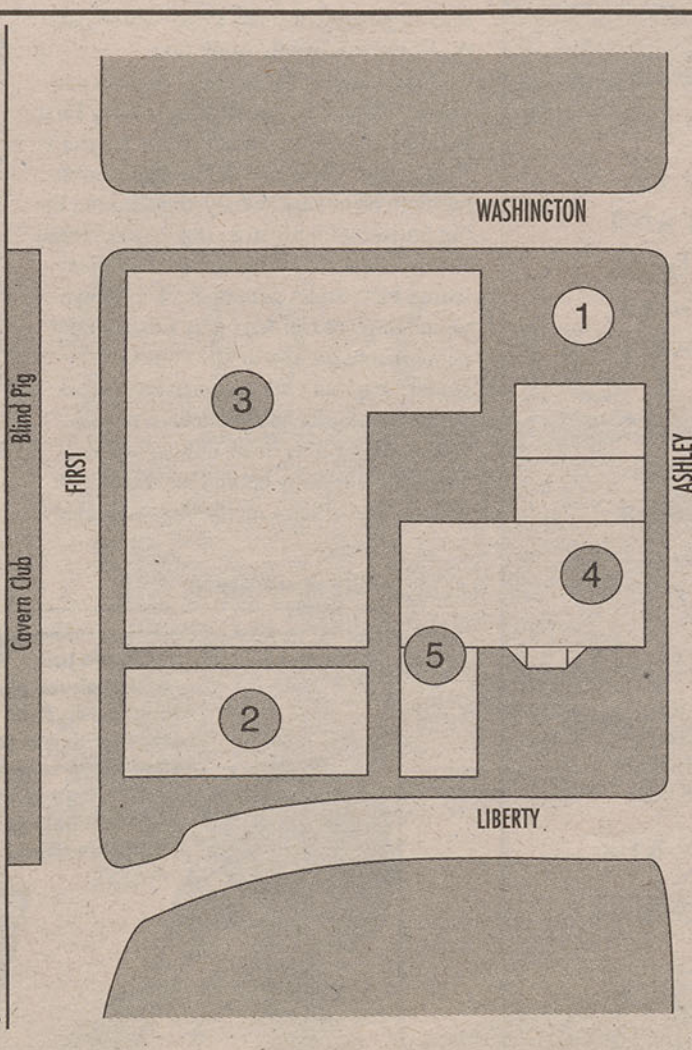 WASHINGTON
1
3
Blind Pig
FIRST
ASHLEY
Cavern Club
4
5
2
LIBERTY